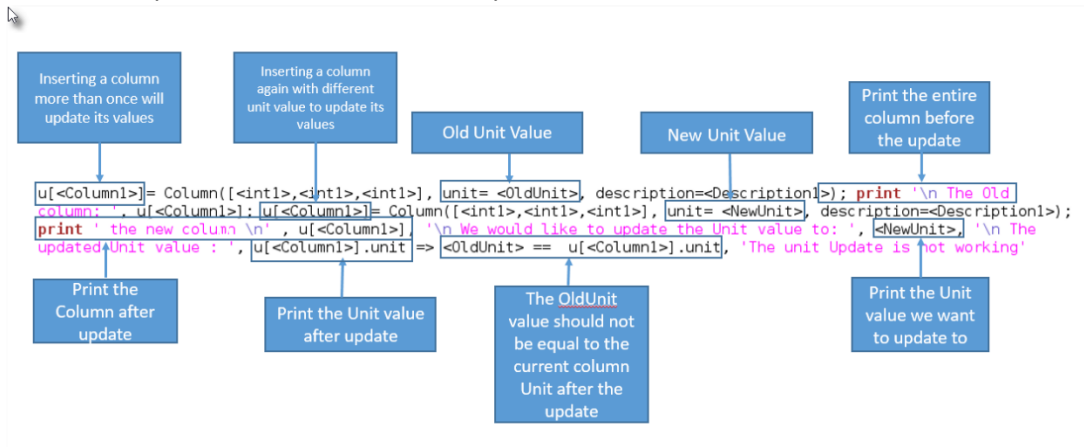 Inserting a column
more than once will
update its values
Inserting a column
again with different
unit value to update its
values
Old Unit Value
New Unit Value
Print the entire
column before
the update
u[<Column1>]= Column([<int1>,<int1>,<int1>], unit= <OldUnit>, description=<Description1>); print '\n The Old
column: ', u[<Column1>]; u[<Column1>]= Column([<int1>,<int1>,<int1>], unit= <NewUnit>, description=<Description1>);
print ' the new column \n' , u[<Column1>], '\n We would like to update the Unit value to: ', <NewUnit>, '\n The
updated Unit value : ', u[<Column1>].unit => <OldUnit> == u[<Column1>].unit, 'The unit Update is not working'
Print the
Column after
update
Print the Unit value
after update
The OldUnit
value should not
be equal to the
current column
Unit after the
update
Print the Unit
value we want
to update to